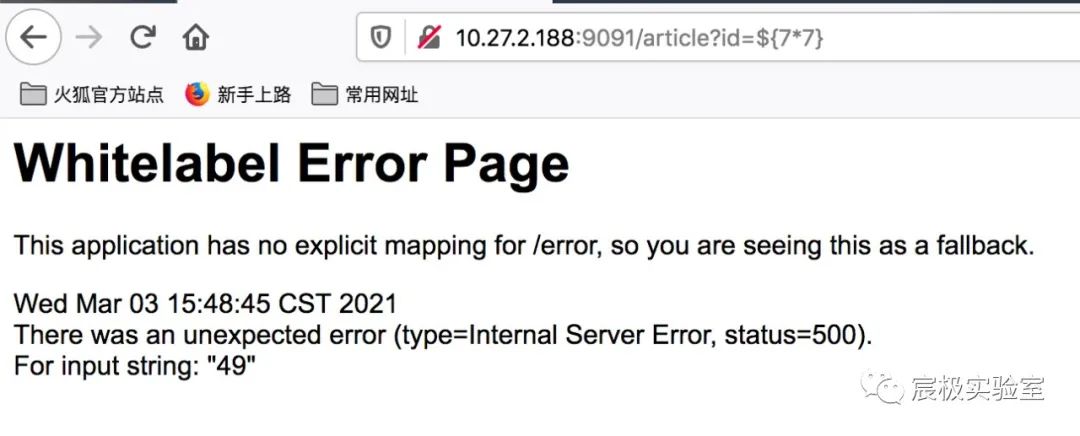 10.27.2.188:9091/article?id=${7*7}
火狐官方站点 新手上路 常用网址
Whitelabel Error Page
This application has no explicit mapping for /error, so you are seeing this as a fallback.
Wed Mar 03 15:48:45 CST 2021
There was an unexpected error (type=Internal Server Error, status=500).
For input string: "49"
宸极实验室